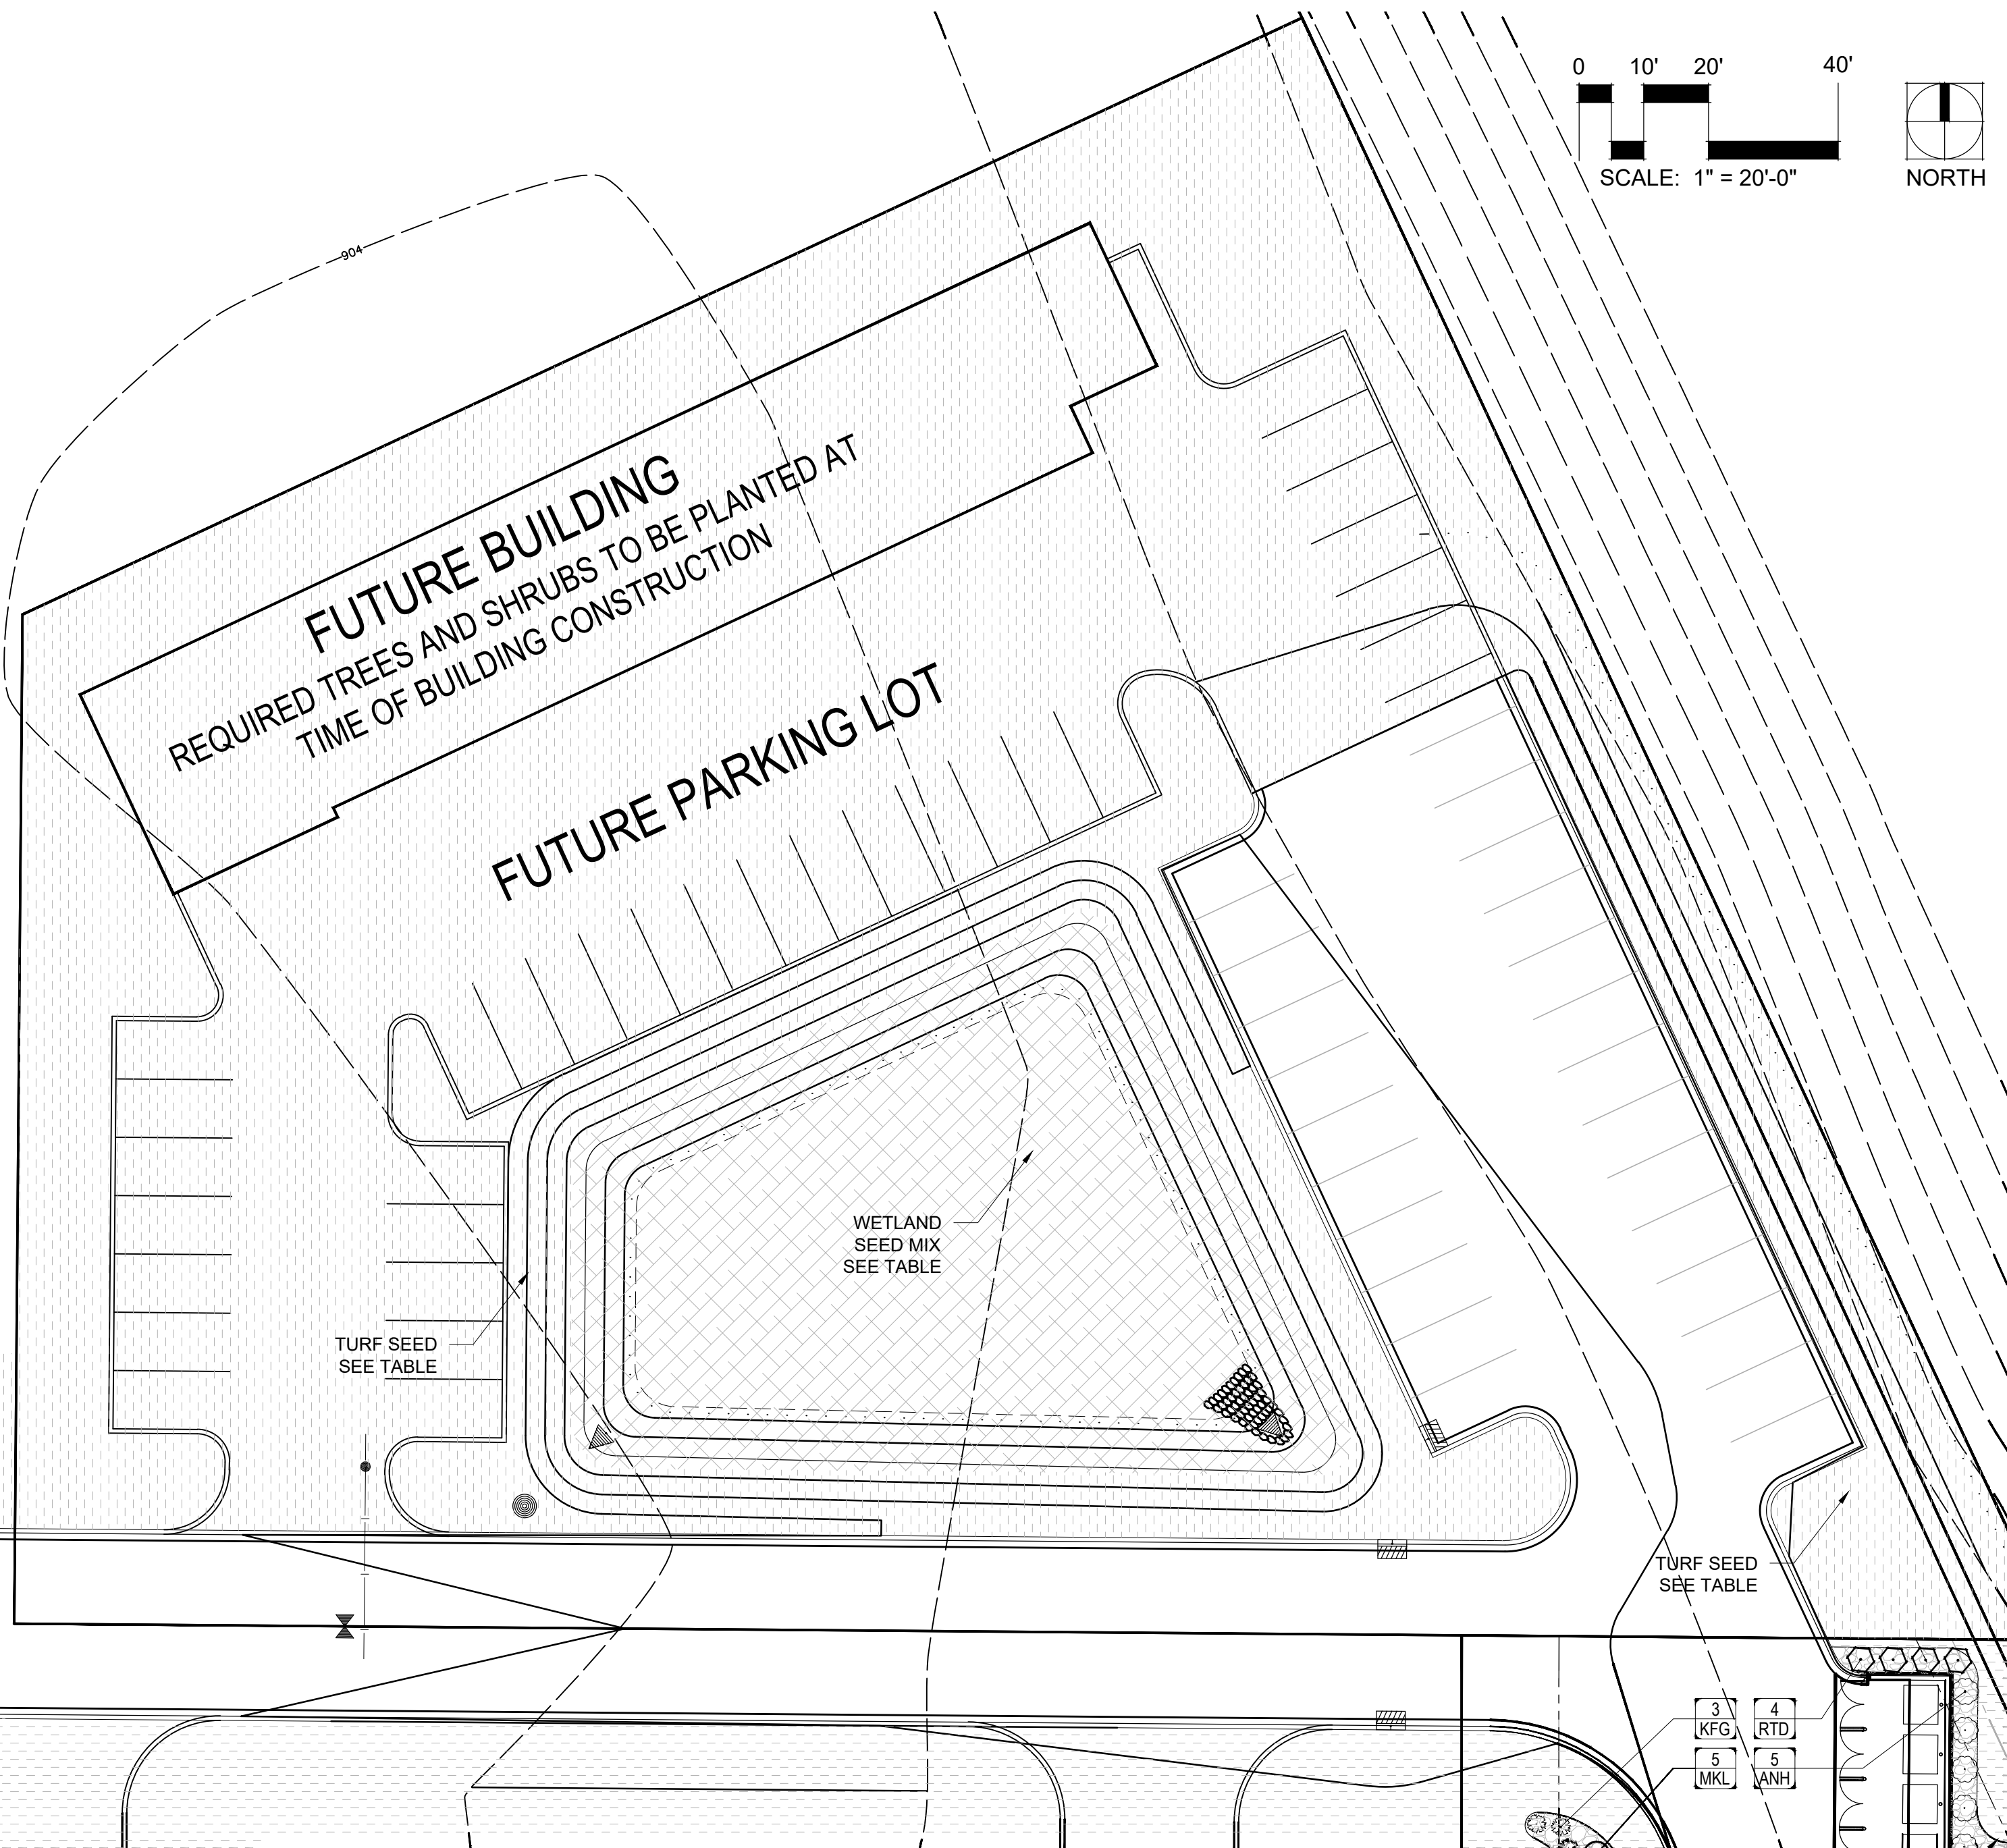 0 10' 20' 40'
SCALE: 1" = 20'-0"
NORTH
904
FUTURE BUILDING
REQUIRED TREES AND SHRUBS TO BE PLANTED AT
TIME OF BUILDING CONSTRUCTION
FUTURE PARKING LOT
WETLAND
SEED MIX
SEE TABLE
TURF SEED
SEE TABLE
TURF SEED
SEE TABLE
3
KFG
4
RTD
5
MKL
5
ANH